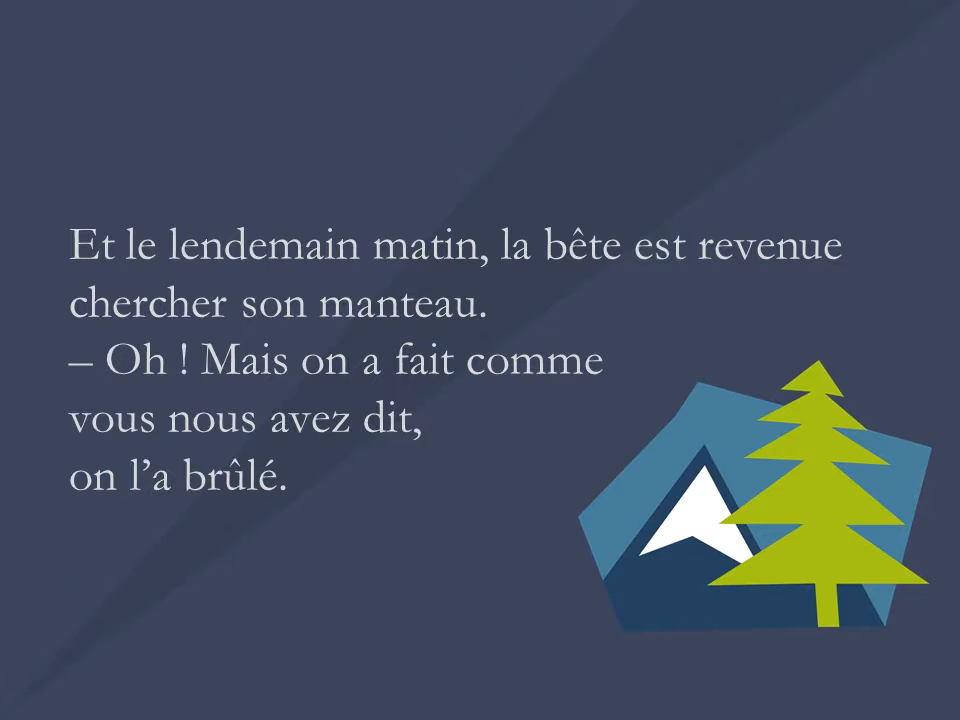 Et le lendemain matin, la bête est revenue
chercher son manteau.
– Oh ! Mais on a fait comme
vous nous avez dit,
on l’a brûlé.